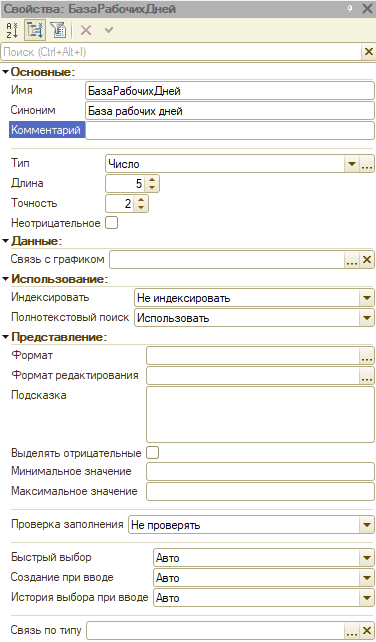 Свойства: БазаРабочихДней
Поиск (Ctrl+Alt+I)
Основные:
Имя БазаРабочихДней
Синоним База рабочих дней
Комментарий
Тип Число
Длина 5
Точность 2
Неотрицательное
Данные:
Связь с графиком
Использование:
Индексировать Не индексировать
Полнотекстовый поиск Использовать
Представление:
Формат
Формат редактирования
Подсказка
Выделять отрицательные
Минимальное значение
Максимальное значение
Проверка заполнения Не проверять
Быстрый выбор Авто
Создание при вводе Авто
История выбора при вводе Авто
Связь по типу